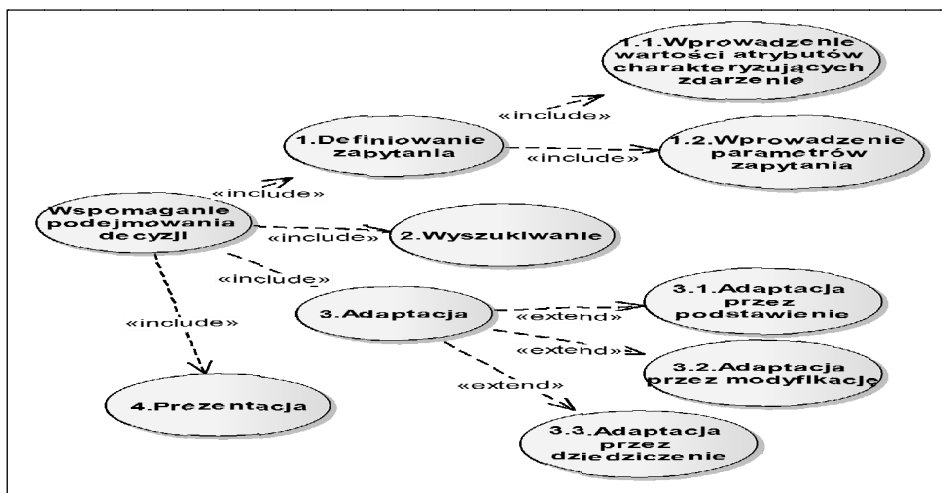 1.1.Wprowadzenie
wartości atrybutów
charakteryzujących
zdarzenie
«include»
1.Definiowanie
zapytania
«include»
1.2.Wprowadzenie
parametrów
zapytania
«include»
Wspomaganie
podejmowania
decyzji
«include»
2.Wyszukiwanie
«include»
«include»
3.Adaptacja
3.1.Adaptacja
przez
podstawienie
«extend»
«extend»
3.2.Adaptacja
przez modyfikację
«extend»
4.Prezentacja
3.3.Adaptacja
przez
dziedziczenie